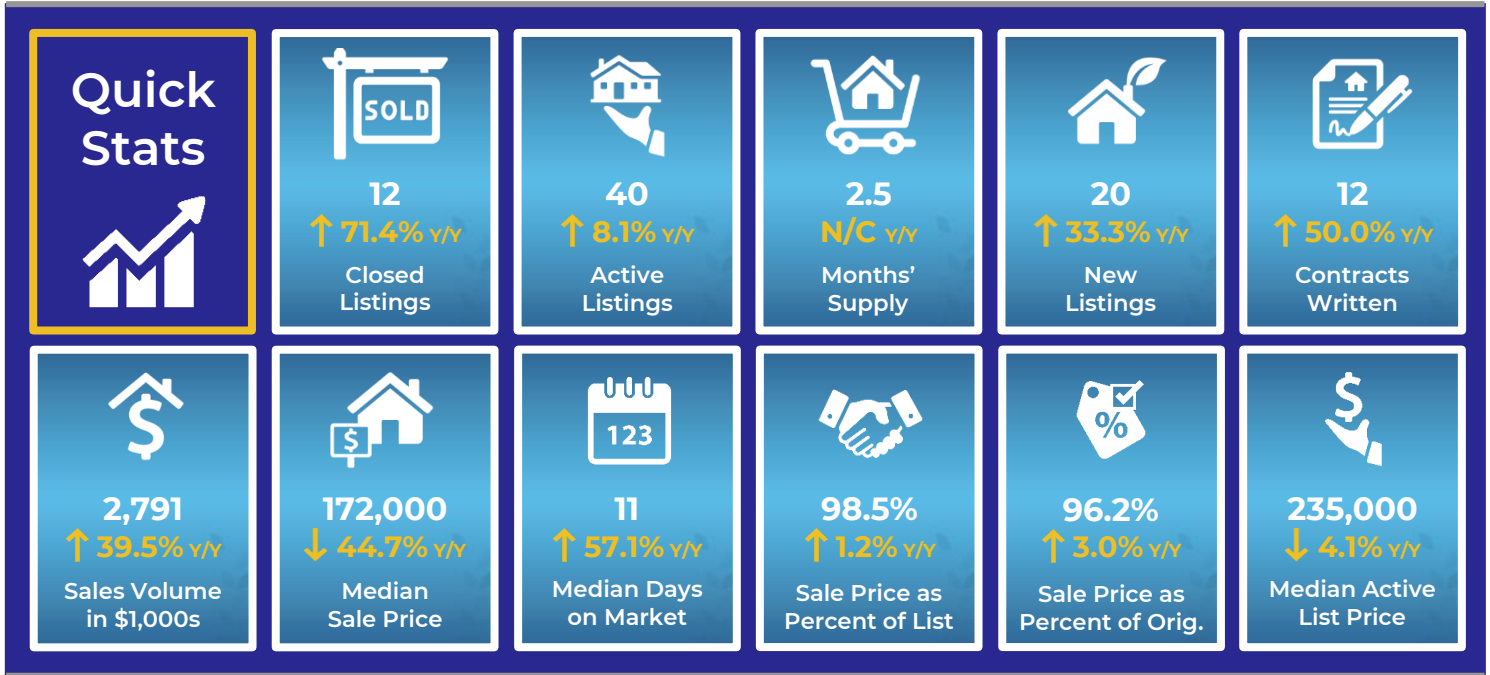 Quick
Stats
SOLD
12
↑ 71.4% Y/Y
Closed
Listings
40
↑ 8.1% Y/Y
Active
Listings
2.5
N/C Y/Y
Months’
Supply
20
↑ 33.3% Y/Y
New
Listings
12
↑ 50.0% Y/Y
Contracts
Written
$
2,791
↑ 39.5% Y/Y
Sales Volume
in $1,000s
$
172,000
↓ 44.7% Y/Y
Median
Sale Price
123
11
↑ 57.1% Y/Y
Median Days
on Market
98.5%
↑ 1.2% Y/Y
Sale Price as
Percent of List
%
96.2%
↑ 3.0% Y/Y
Sale Price as
Percent of Orig.
$
235,000
↓ 4.1% Y/Y
Median Active
List Price